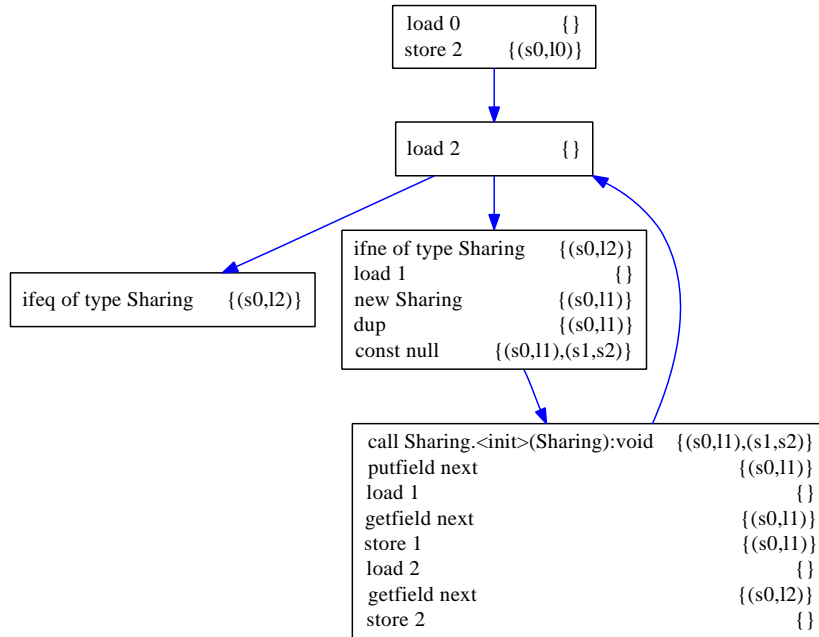 load 0 {}
store 2 {(s0,l0)}
load 2 {}
ifeq of type Sharing {(s0,l2)}
ifne of type Sharing {(s0,l2)}
load 1 {}
new Sharing {(s0,l1)}
dup {(s0,l1)}
const null {(s0,l1),(s1,s2)}
call Sharing.<init>(Sharing):void {(s0,l1),(s1,s2)}
putfield next {(s0,l1)}
load 1 {}
getfield next {(s0,l1)}
store 1 {(s0,l1)}
load 2 {}
getfield next {(s0,l2)}
store 2 {}